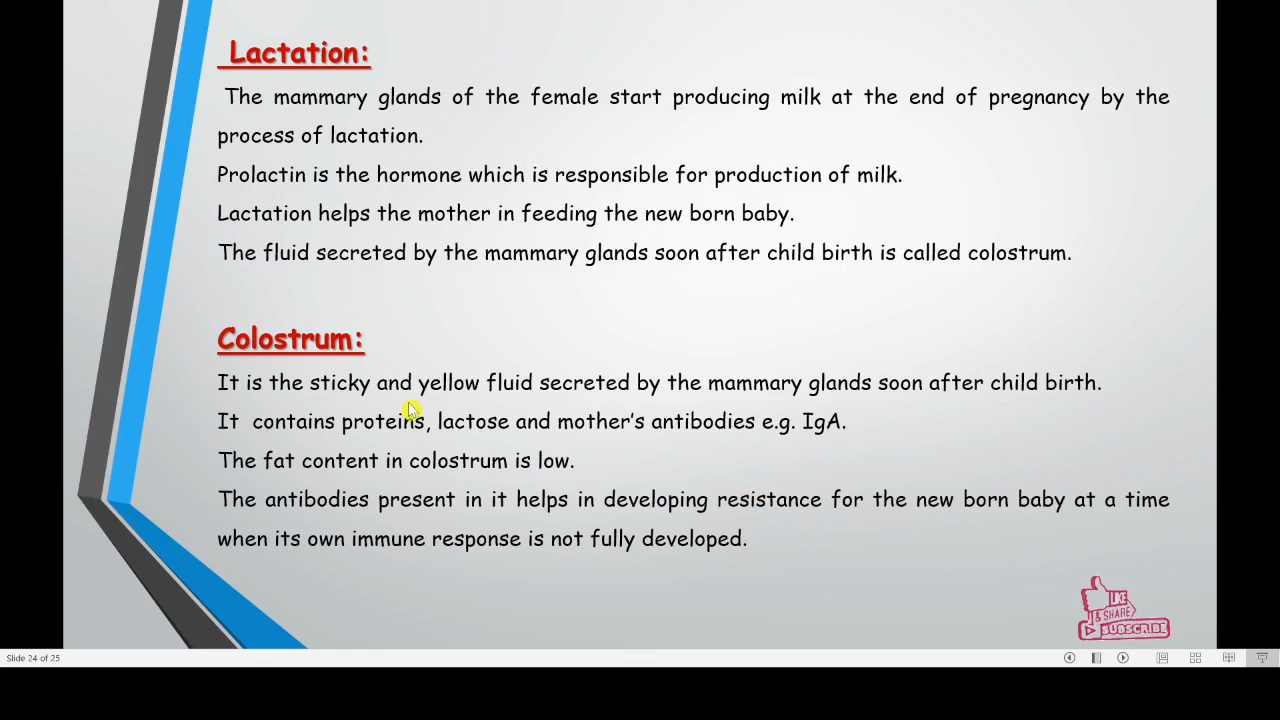 Lactation:
The mammary glands of the female start producing milk at the end of pregnancy by the
process of lactation.
Prolactin is the hormone which is responsible for production of milk.
Lactation helps the mother in feeding the new born baby.
The fluid secreted by the mammary glands soon after child birth is called colostrum.
Colostrum:
It is the sticky and yellow fluid secreted by the mammary glands soon after child birth.
It contains proteins, lactose and mother's antibodies e.g. IgA.
The fat content in colostrum is low.
The antibodies present in it helps in developing resistance for the new born baby at a time
when its own immune response is not fully developed.
LIKE
& SHARE
SUBSCRIBE
Slide 24 of 25